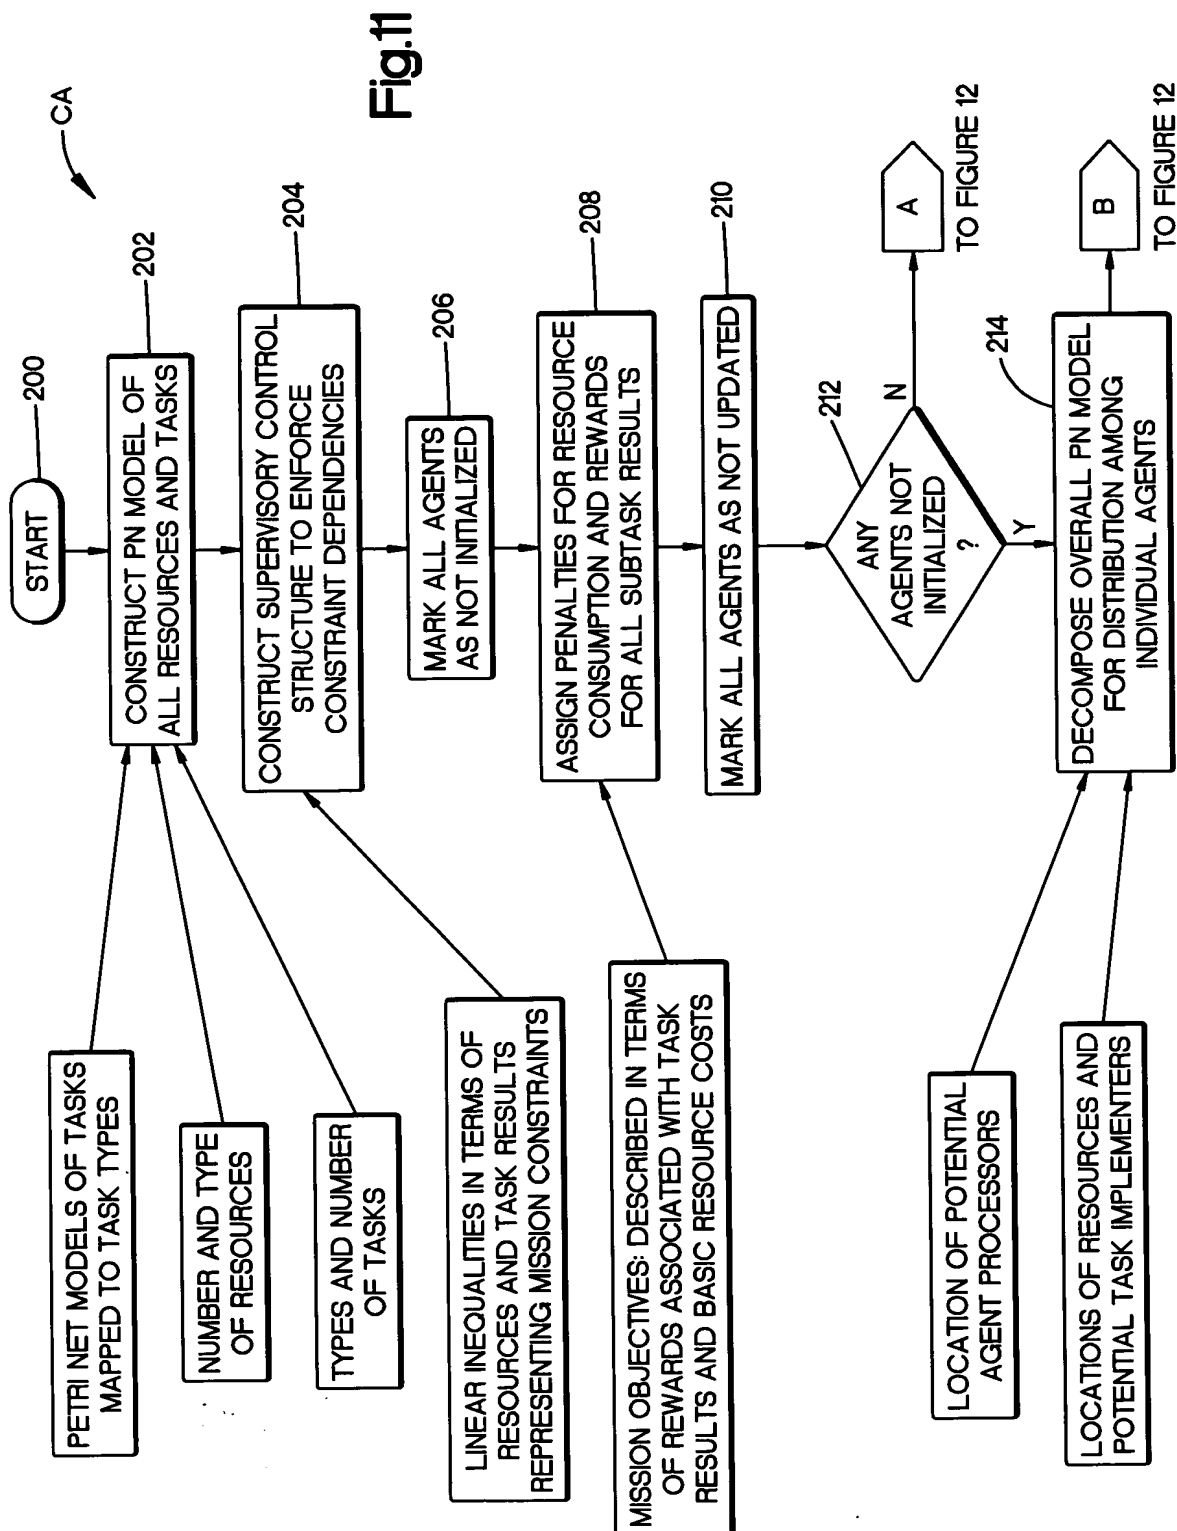 Fig.11
CA
START
200
PETRI NET MODELS OF TASKS
MAPPED TO TASK TYPES
NUMBER AND TYPE
OF RESOURCES
TYPES AND NUMBER
OF TASKS
CONSTRUCT PN MODEL OF
ALL RESOURCES AND TASKS
202
LINEAR INEQUALITIES IN TERMS OF
RESOURCES AND TASK RESULTS
REPRESENTING MISSION CONSTRAINTS
CONSTRUCT SUPERVISORY CONTROL
STRUCTURE TO ENFORCE
CONSTRAINT DEPENDENCIES
204
MARK ALL AGENTS
AS NOT INITIALIZED
206
MISSION OBJECTIVES: DESCRIBED IN TERMS
OF REWARDS ASSOCIATED WITH TASK
RESULTS AND BASIC RESOURCE COSTS
ASSIGN PENALTIES FOR RESOURCE
CONSUMPTION AND REWARDS
FOR ALL SUBTASK RESULTS
208
MARK ALL AGENTS AS NOT UPDATED
210
ANY
AGENTS NOT
INITIALIZED
?
212
N
A
TO FIGURE 12
Y
LOCATION OF POTENTIAL
AGENT PROCESSORS
LOCATIONS OF RESOURCES AND
POTENTIAL TASK IMPLEMENTERS
DECOMPOSE OVERALL PN MODEL
FOR DISTRIBUTION AMONG
INDIVIDUAL AGENTS
214
B
TO FIGURE 12